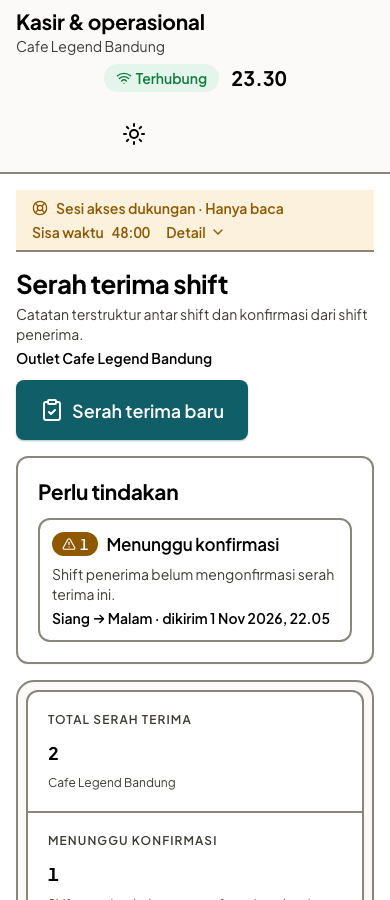 Kasir & operasional
Cafe Legend Bandung
Terhubung 23.30
Sesi akses dukungan · Hanya baca
Sisa waktu 48:00 Detail
Serah terima shift
Catatan terstruktur antar shift dan konfirmasi dari shift
penerima.
Outlet Cafe Legend Bandung
Serah terima baru
Perlu tindakan
1 Menunggu konfirmasi
Shift penerima belum mengonfirmasi serah
terima ini.
Siang → Malam · dikirim 1 Nov 2026, 22.05
TOTAL SERAH TERIMA
2
Cafe Legend Bandung
MENUNGGU KONFIRMASI
1